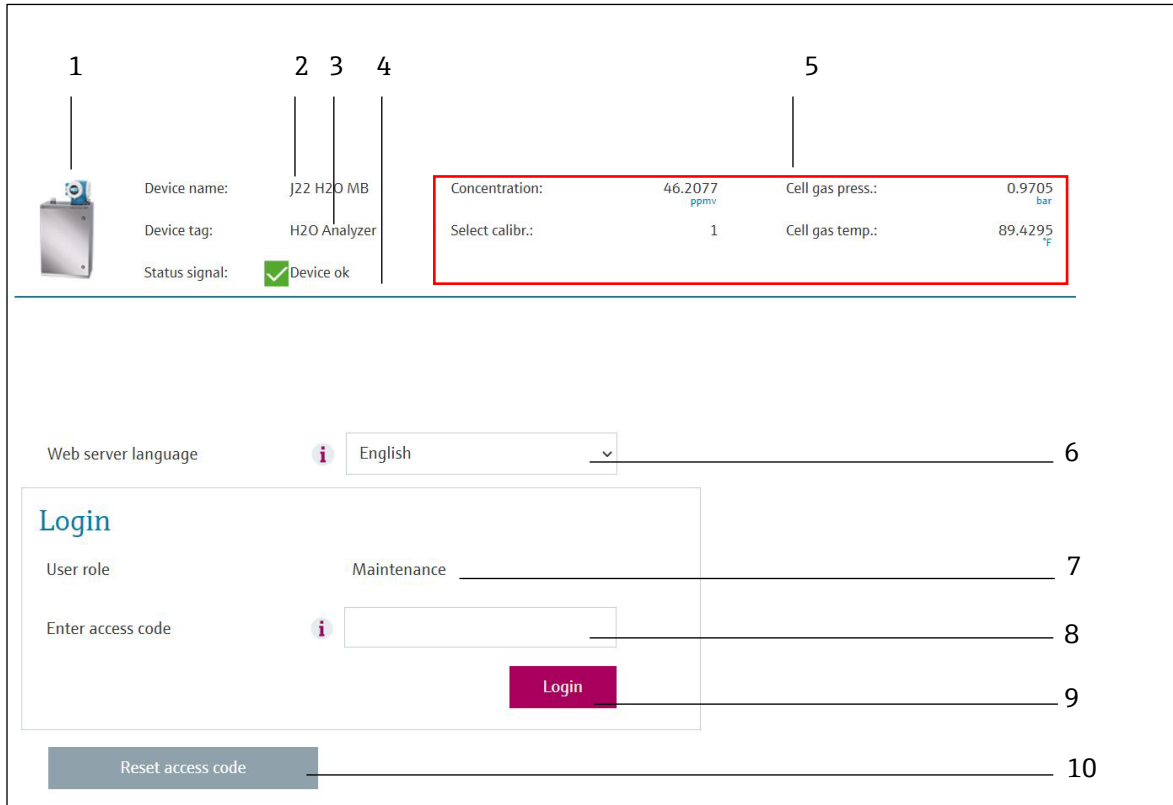 1 2 3 4 5
Device name: J22 H2O MB Concentration: 46.2077 ppmv Cell gas press.: 0.9705 bar
Device tag: H2O Analyzer Select calibr.: 1 Cell gas temp.: 89.4295 °F
Status signal: Device ok
Web server language i English 6
Login
User role Maintenance 7
Enter access code i 8
Login 9
Reset access code 10